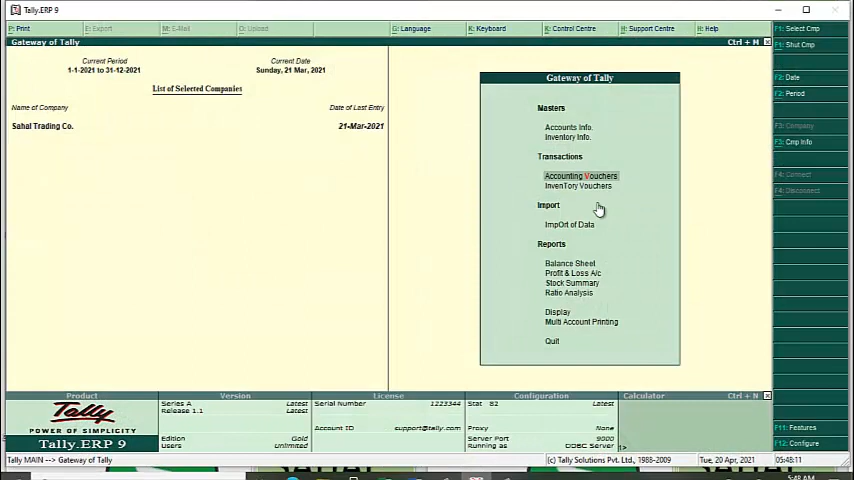 Tally.ERP 9
P: Print
E: Export
M: E-Mail
O: Upload
G: Language
K: Keyboard
K: Control Centre
H: Support Centre
H: Help
F1: Select Cmp
F1: Shut Cmp
F2: Date
F2: Period
F3: Company
F3: Cmp Info
F4: Connect
F4: Disconnect
F11: Features
F12: Configure
Gateway of Tally
Ctrl + M
Current Period
1-1-2021 to 31-12-2021
Current Date
Sunday, 21 Mar, 2021
List of Selected Companies
Name of Company
Date of Last Entry
Sahal Trading Co.
21-Mar-2021
Gateway of Tally
Masters
Accounts Info.
Inventory Info.
Transactions
Accounting Vouchers
InvenTory Vouchers
Import
ImpOrt of Data
Reports
Balance Sheet
Profit & Loss A/c
Stock Summary
Ratio Analysis
Display
Multi Account Printing
Quit
Product
Version
License
Configuration
Calculator
Ctrl + N
Tally
POWER OF SIMPLICITY
Tally.ERP 9
Series A Latest
Release 1.1 Latest
Edition Gold
Users Unlimited
Serial Number 1223344
Account ID support@tally.com
Stat 82 Latest
Proxy None
Server Port 9000
Running as ODBC Server
1>
Tally MAIN --> Gateway of Tally
(c) Tally Solutions Pvt. Ltd., 1988-2009
Tue, 20 Apr, 2021
05:48:11
5:48 AM